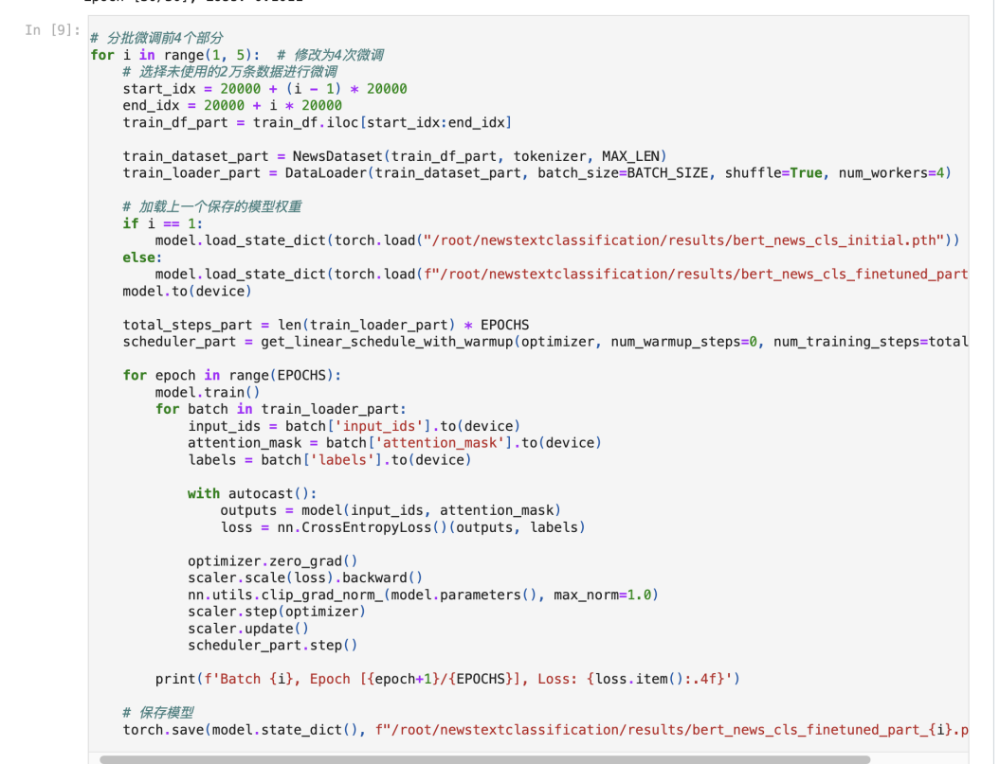 In [9]:
# 分批微调前4个部分
for i in range(1, 5):  # 修改为4次微调
    # 选择未使用的2万条数据进行微调
    start_idx = 20000 + (i - 1) * 20000
    end_idx = 20000 + i * 20000
    train_df_part = train_df.iloc[start_idx:end_idx]

    train_dataset_part = NewsDataset(train_df_part, tokenizer, MAX_LEN)
    train_loader_part = DataLoader(train_dataset_part, batch_size=BATCH_SIZE, shuffle=True, num_workers=4)

    # 加载上一个保存的模型权重
    if i == 1:
        model.load_state_dict(torch.load("/root/newstextclassification/results/bert_news_cls_initial.pth"))
    else:
        model.load_state_dict(torch.load(f"/root/newstextclassification/results/bert_news_cls_finetuned_part
    model.to(device)

    total_steps_part = len(train_loader_part) * EPOCHS
    scheduler_part = get_linear_schedule_with_warmup(optimizer, num_warmup_steps=0, num_training_steps=total

    for epoch in range(EPOCHS):
        model.train()
        for batch in train_loader_part:
            input_ids = batch['input_ids'].to(device)
            attention_mask = batch['attention_mask'].to(device)
            labels = batch['labels'].to(device)

            with autocast():
                outputs = model(input_ids, attention_mask)
                loss = nn.CrossEntropyLoss()(outputs, labels)

            optimizer.zero_grad()
            scaler.scale(loss).backward()
            nn.utils.clip_grad_norm_(model.parameters(), max_norm=1.0)
            scaler.step(optimizer)
            scaler.update()
            scheduler_part.step()

        print(f'Batch {i}, Epoch [{epoch+1}/{EPOCHS}], Loss: {loss.item():.4f}')

    # 保存模型
    torch.save(model.state_dict(), f"/root/newstextclassification/results/bert_news_cls_finetuned_part_{i}.p